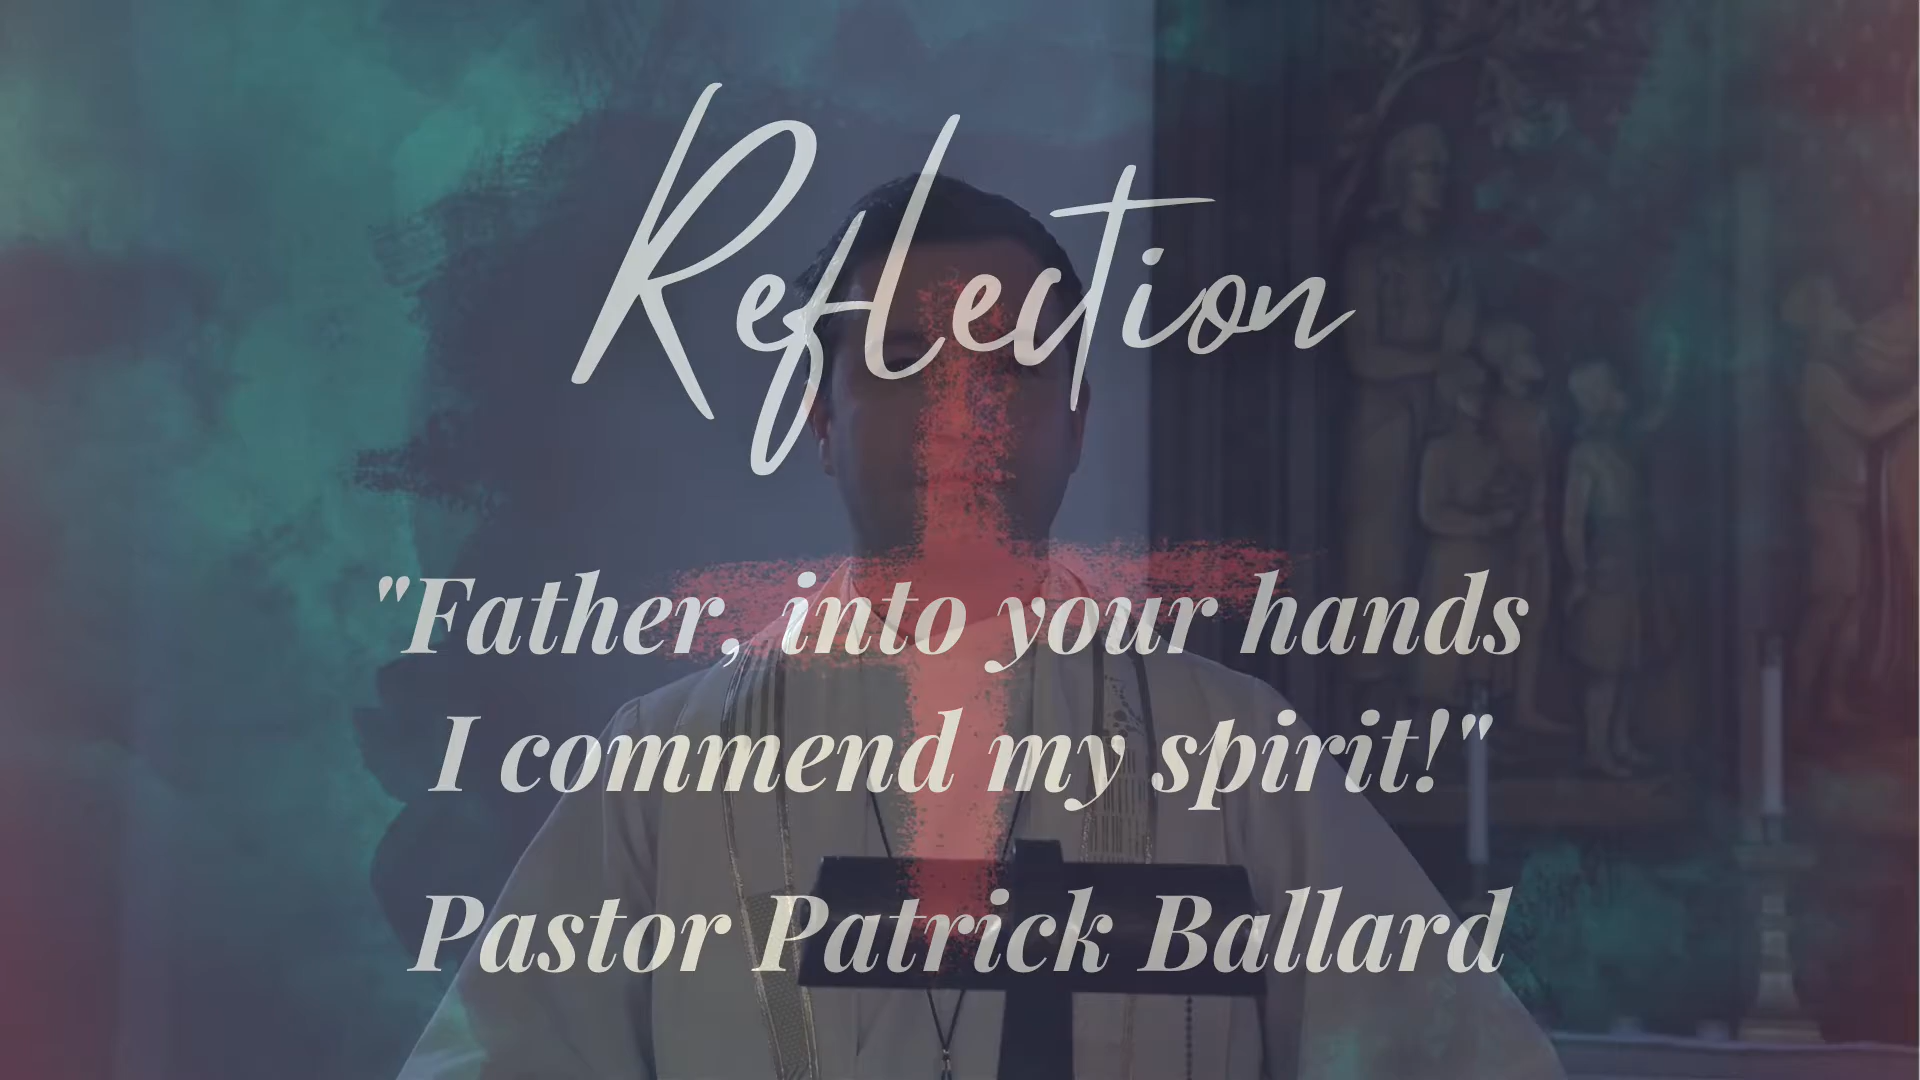 Reflection
"Father, into your hands
I commend my spirit!"
Pastor Patrick Ballard